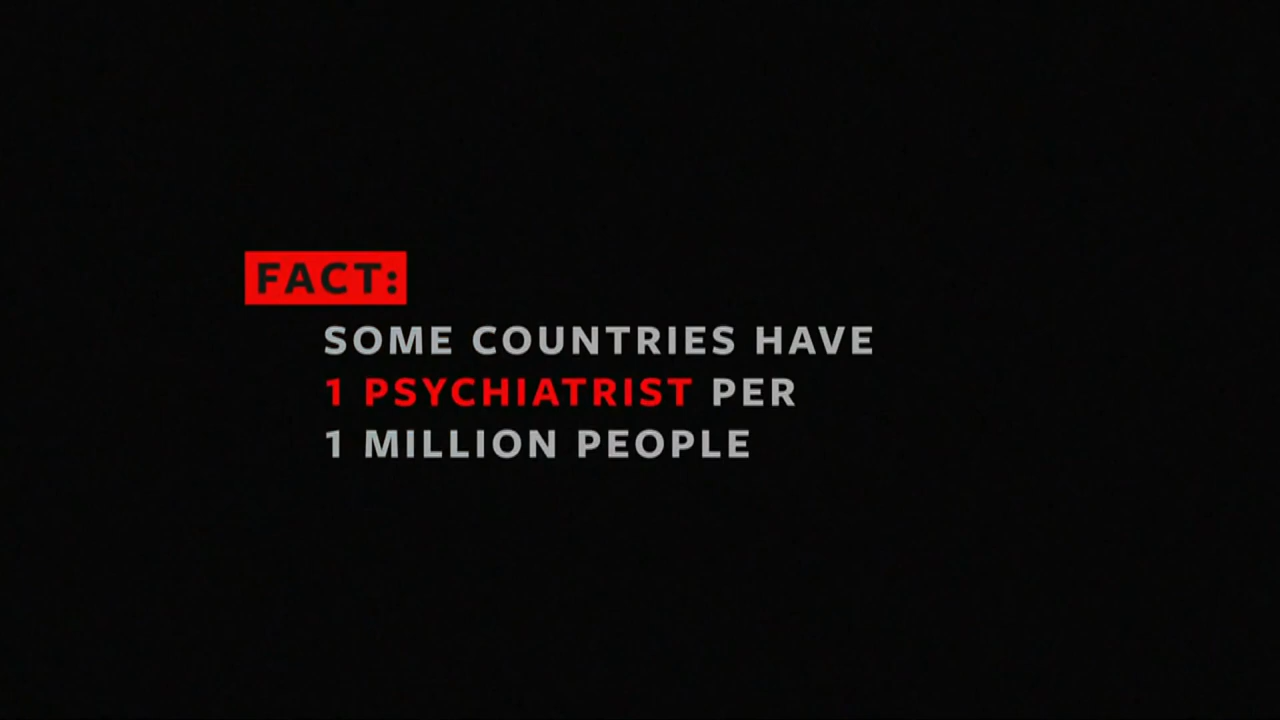 FACT:
SOME COUNTRIES HAVE
1 PSYCHIATRIST PER
1 MILLION PEOPLE